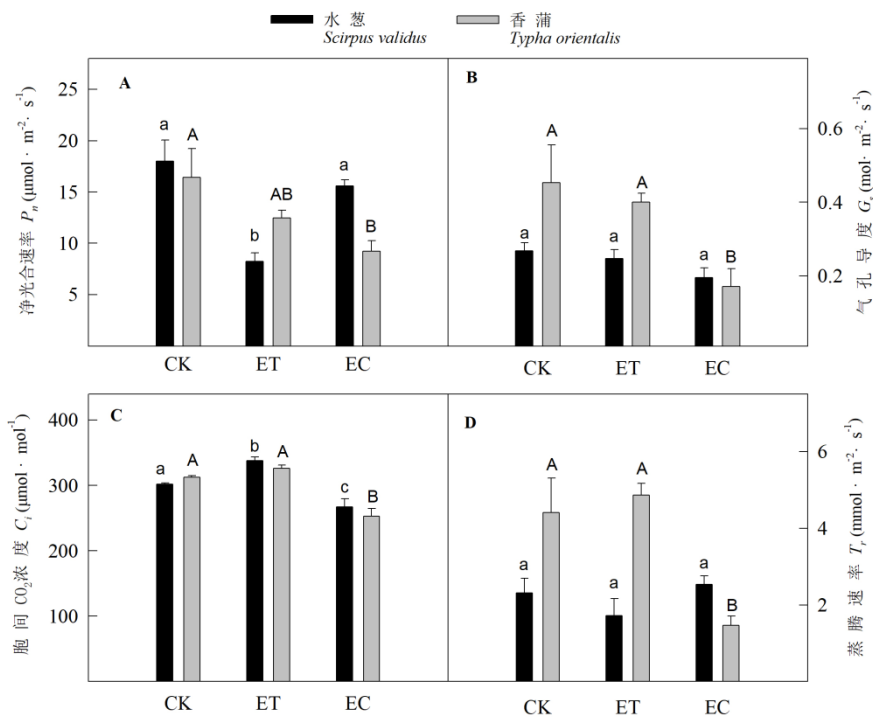 水 葱
Scirpus validus
香 蒲
Typha orientalis
A
25
20
15
10
5
净光合速率 Pn (μmol · m-2· s-1)
a
A
b
AB
a
B
CK
ET
EC
B
0.6
0.4
0.2
气 孔 导 度 Gs (mol· m-2· s-1)
a
A
a
A
a
B
CK
ET
EC
C
400
300
200
100
胞 间 CO2浓 度 Ci (μmol · mol-1)
a
A
b
A
c
B
CK
ET
EC
D
6
4
2
蒸 腾 速 率 Tr (mmol · m-2· s-1)
a
A
a
A
a
B
CK
ET
EC